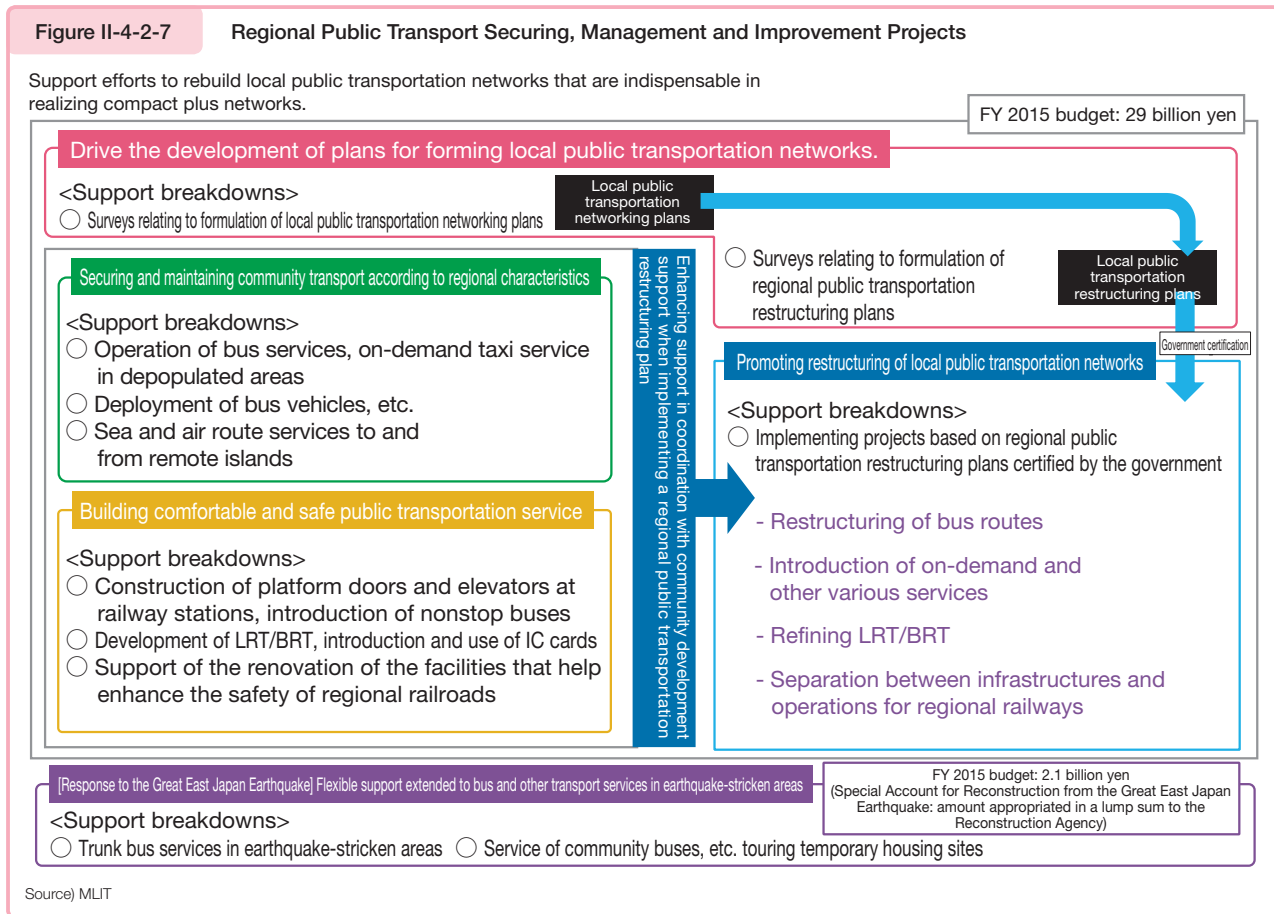 Figure II-4-2-7
Regional Public Transport Securing, Management and Improvement Projects
Support efforts to rebuild local public transportation networks that are indispensable in
realizing compact plus networks.
FY 2015 budget: 29 billion yen
Drive the development of plans for forming local public transportation networks.
<Support breakdowns>
○ Surveys relating to formulation of local public transportation networking plans
Local public
transportation
networking plans
○ Surveys relating to formulation of
regional public transportation
restructuring plans
Local public
transportation
restructuring plans
Government certification
Securing and maintaining community transport according to regional characteristics
<Support breakdowns>
○ Operation of bus services, on-demand taxi service
in depopulated areas
○ Deployment of bus vehicles, etc.
○ Sea and air route services to and
from remote islands
Building comfortable and safe public transportation service
<Support breakdowns>
○ Construction of platform doors and elevators at
railway stations, introduction of nonstop buses
○ Development of LRT/BRT, introduction and use of IC cards
○ Support of the renovation of the facilities that help
enhance the safety of regional railroads
Enhancing support in coordination with community development
support when implementing a regional public transportation
restructuring plan
Promoting restructuring of local public transportation networks
<Support breakdowns>
○ Implementing projects based on regional public
transportation restructuring plans certified by the government
- Restructuring of bus routes
- Introduction of on-demand and
other various services
- Refining LRT/BRT
- Separation between infrastructures and
operations for regional railways
[Response to the Great East Japan Earthquake] Flexible support extended to bus and other transport services in earthquake-stricken areas
FY 2015 budget: 2.1 billion yen
(Special Account for Reconstruction from the Great East Japan
Earthquake: amount appropriated in a lump sum to the
Reconstruction Agency)
<Support breakdowns>
○ Trunk bus services in earthquake-stricken areas ○ Service of community buses, etc. touring temporary housing sites
Source) MLIT